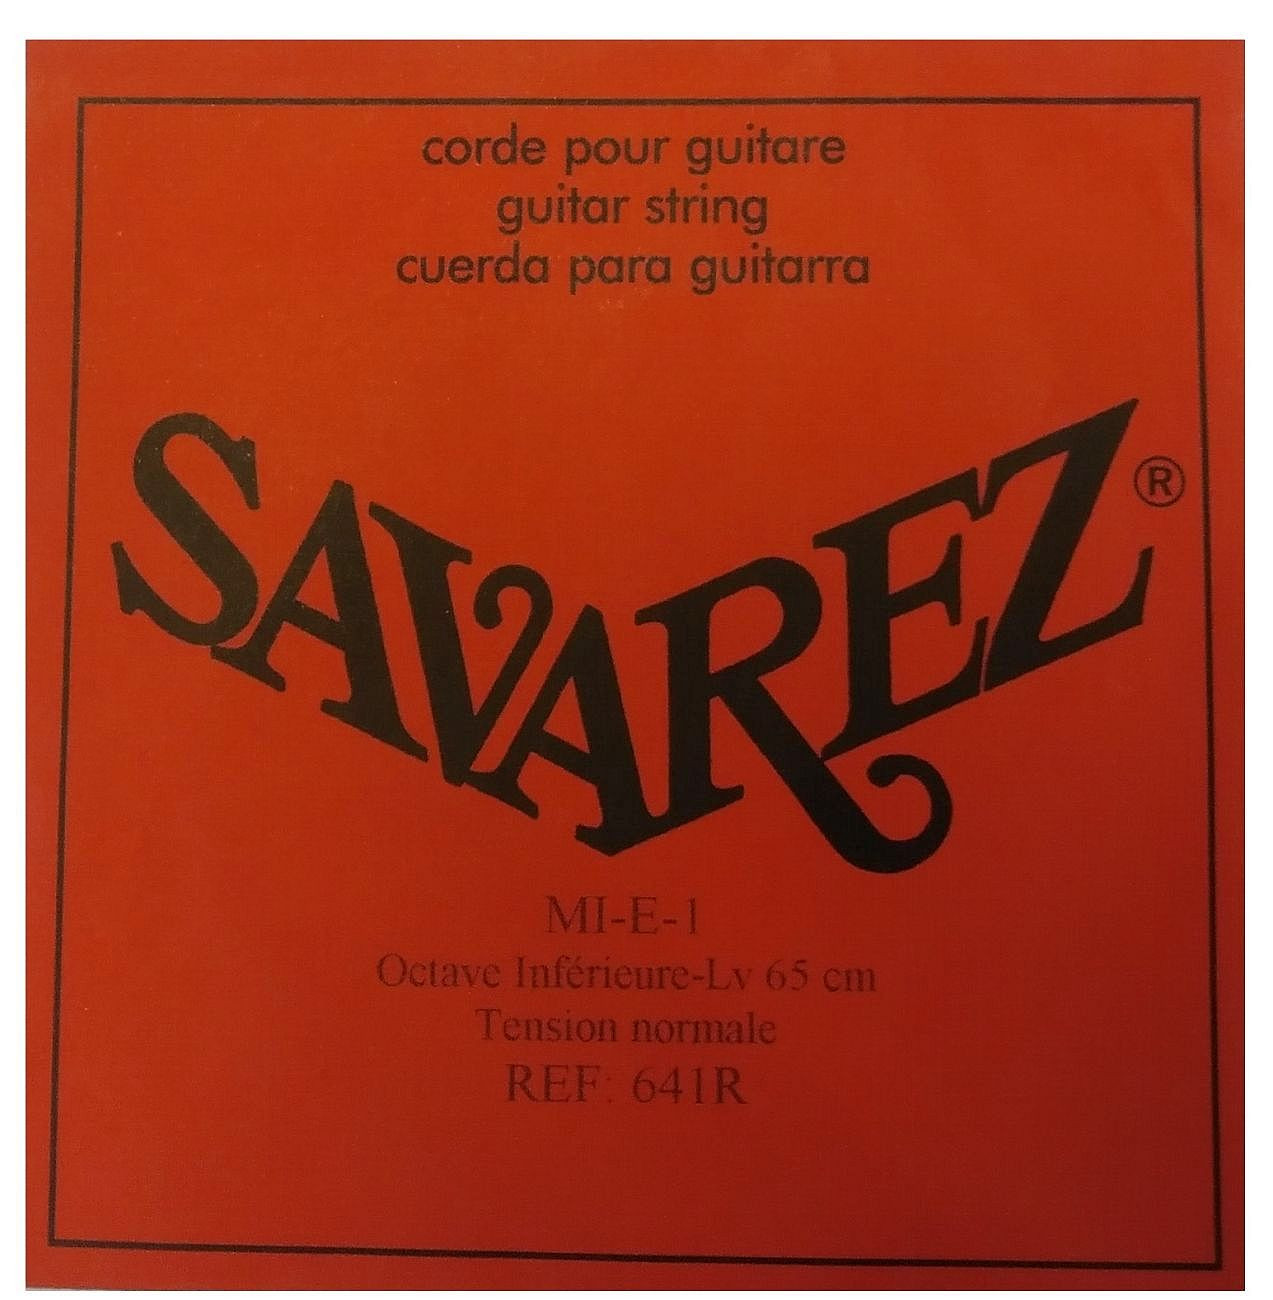 corde pour guitare
guitar string
cuerda para guitarra
SAVAREZ®
MI-E-1
Octave Inférieure-Lv 65 cm
Tension normale
REF: 641R